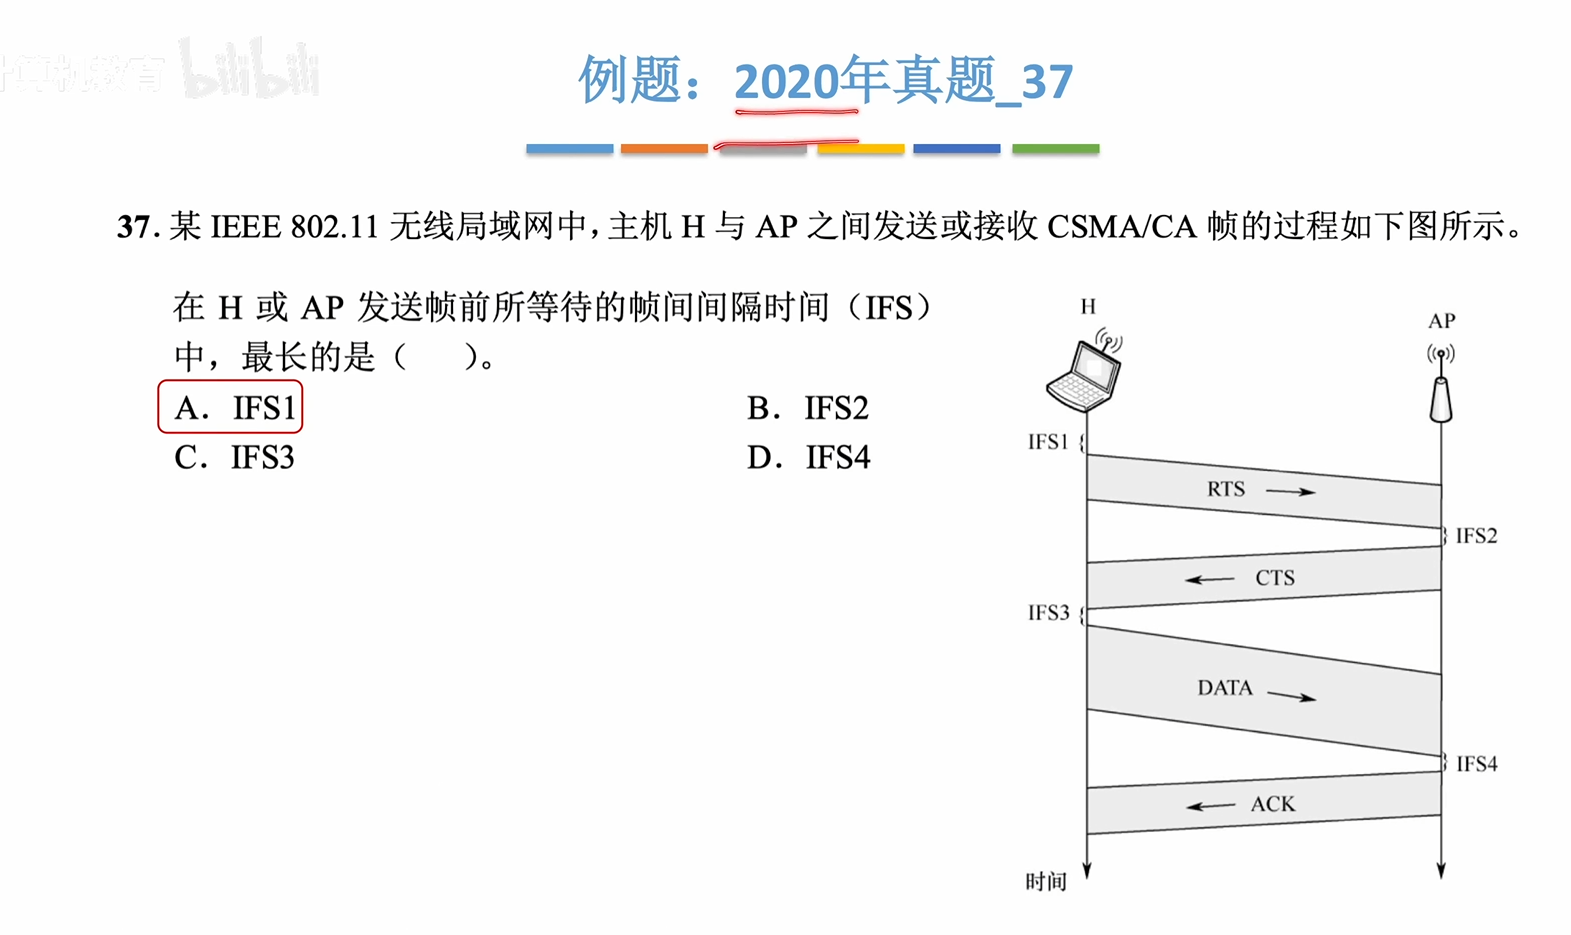 计算机教育 bilibili
例题：2020年真题_37
37. 某 IEEE 802.11 无线局域网中，主机 H 与 AP 之间发送或接收 CSMA/CA 帧的过程如下图所示。
在 H 或 AP 发送帧前所等待的帧间间隔时间（IFS）
中，最长的是（　　）。
A. IFS1
B. IFS2
C. IFS3
D. IFS4
H
AP
IFS1
RTS
IFS2
CTS
IFS3
DATA
IFS4
ACK
时间